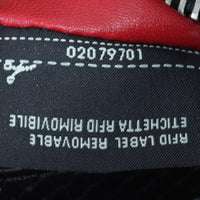 02079701
RFID LABEL REMOVABLE
ETICHETTA RFID RIMOVIBILE